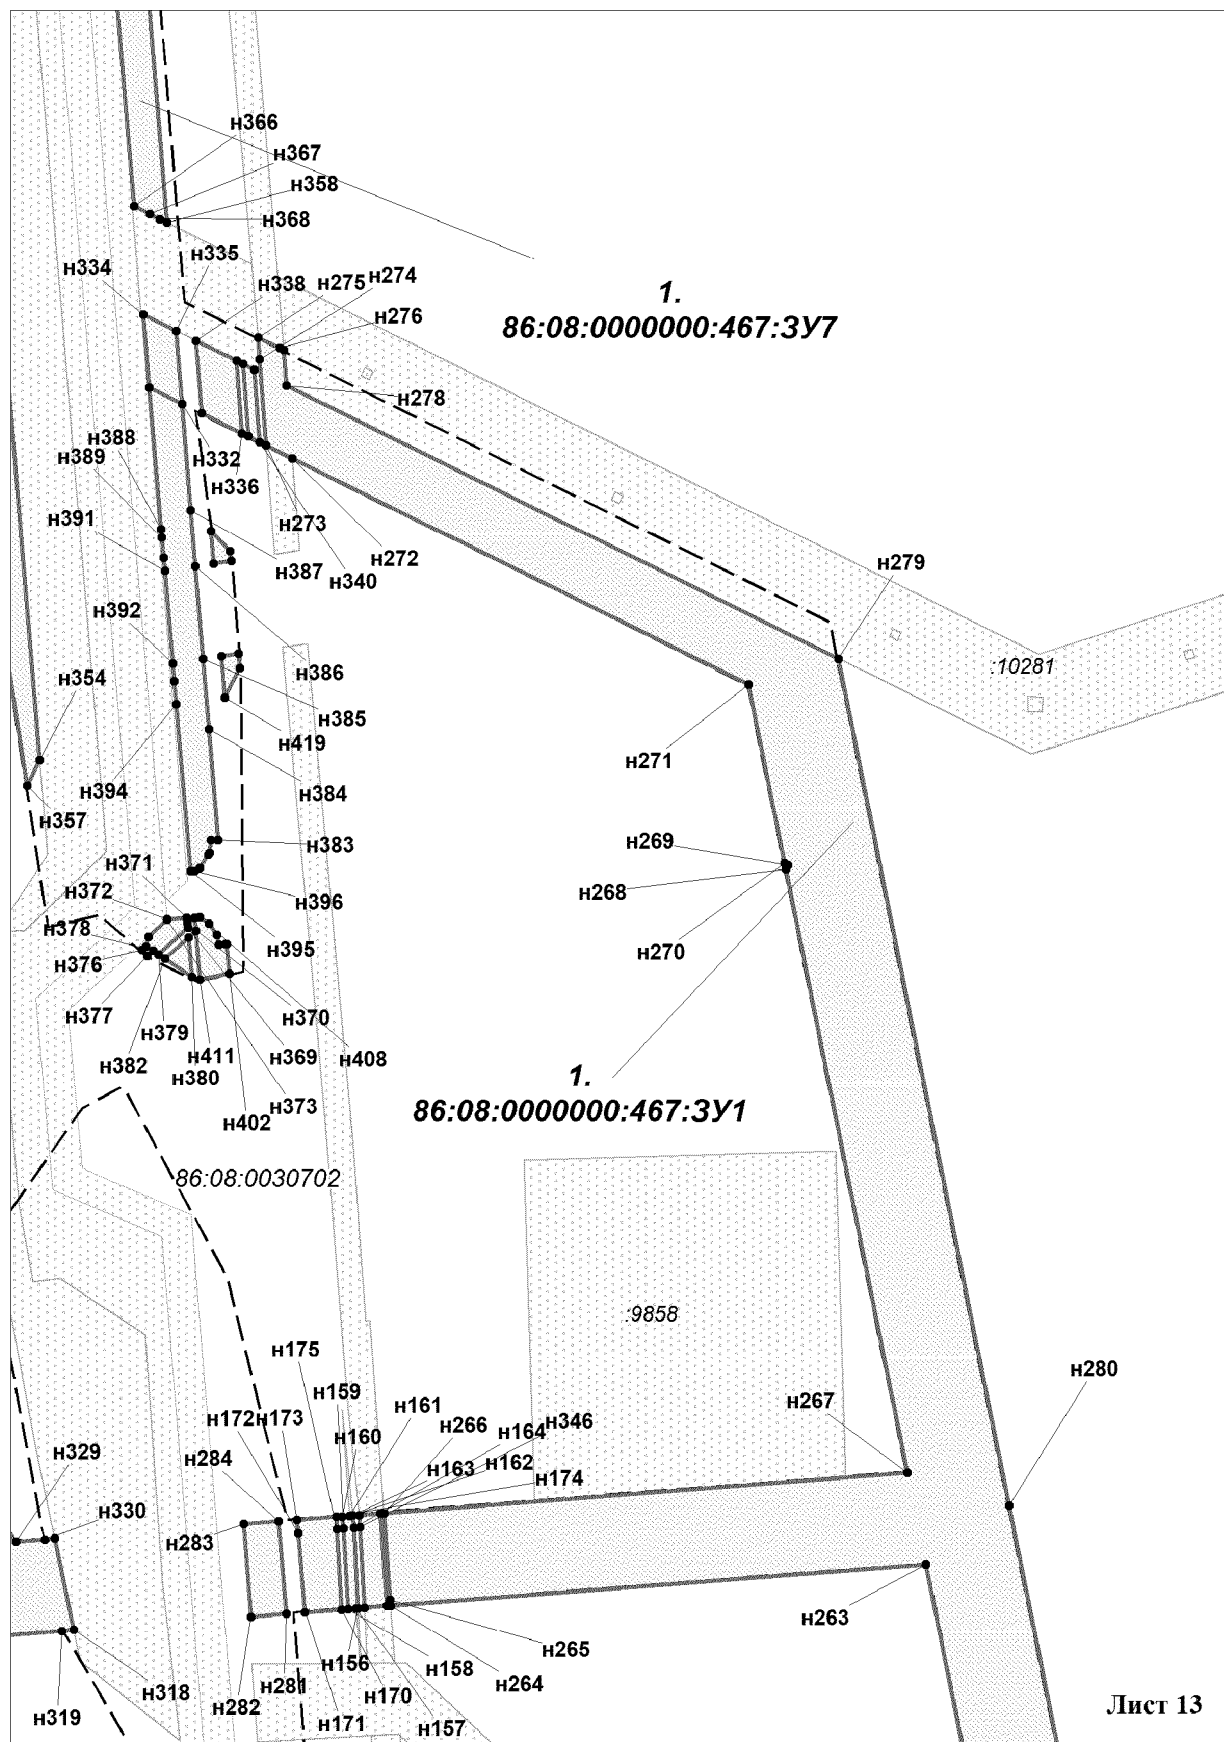 н366
н367
н358
н368
н335
н334
н338
н275
н274
н276
1.
86:08:0000000:467:ЗУ7
н278
н388
н389
н332
н336
н391
н273
н272
н387
н340
н279
н392
н386
:10281
н354
н385
н419
н271
н394
н384
н357
н383
н269
н371
н268
н372
н396
н378
н395
н270
н376
н377
н370
н379
н411
н369
н408
н382
н380
н373
н402
1.
86:08:0000000:467:ЗУ1
86:08:0030702
:9858
н175
н280
н159
н161
н267
н172
н173
н160
н266
н164
н346
н329
н284
н163
н162
н174
н330
н283
н263
н156
н158
н265
н318
н282
н281
н170
н264
н319
н171
н157
Лист 13